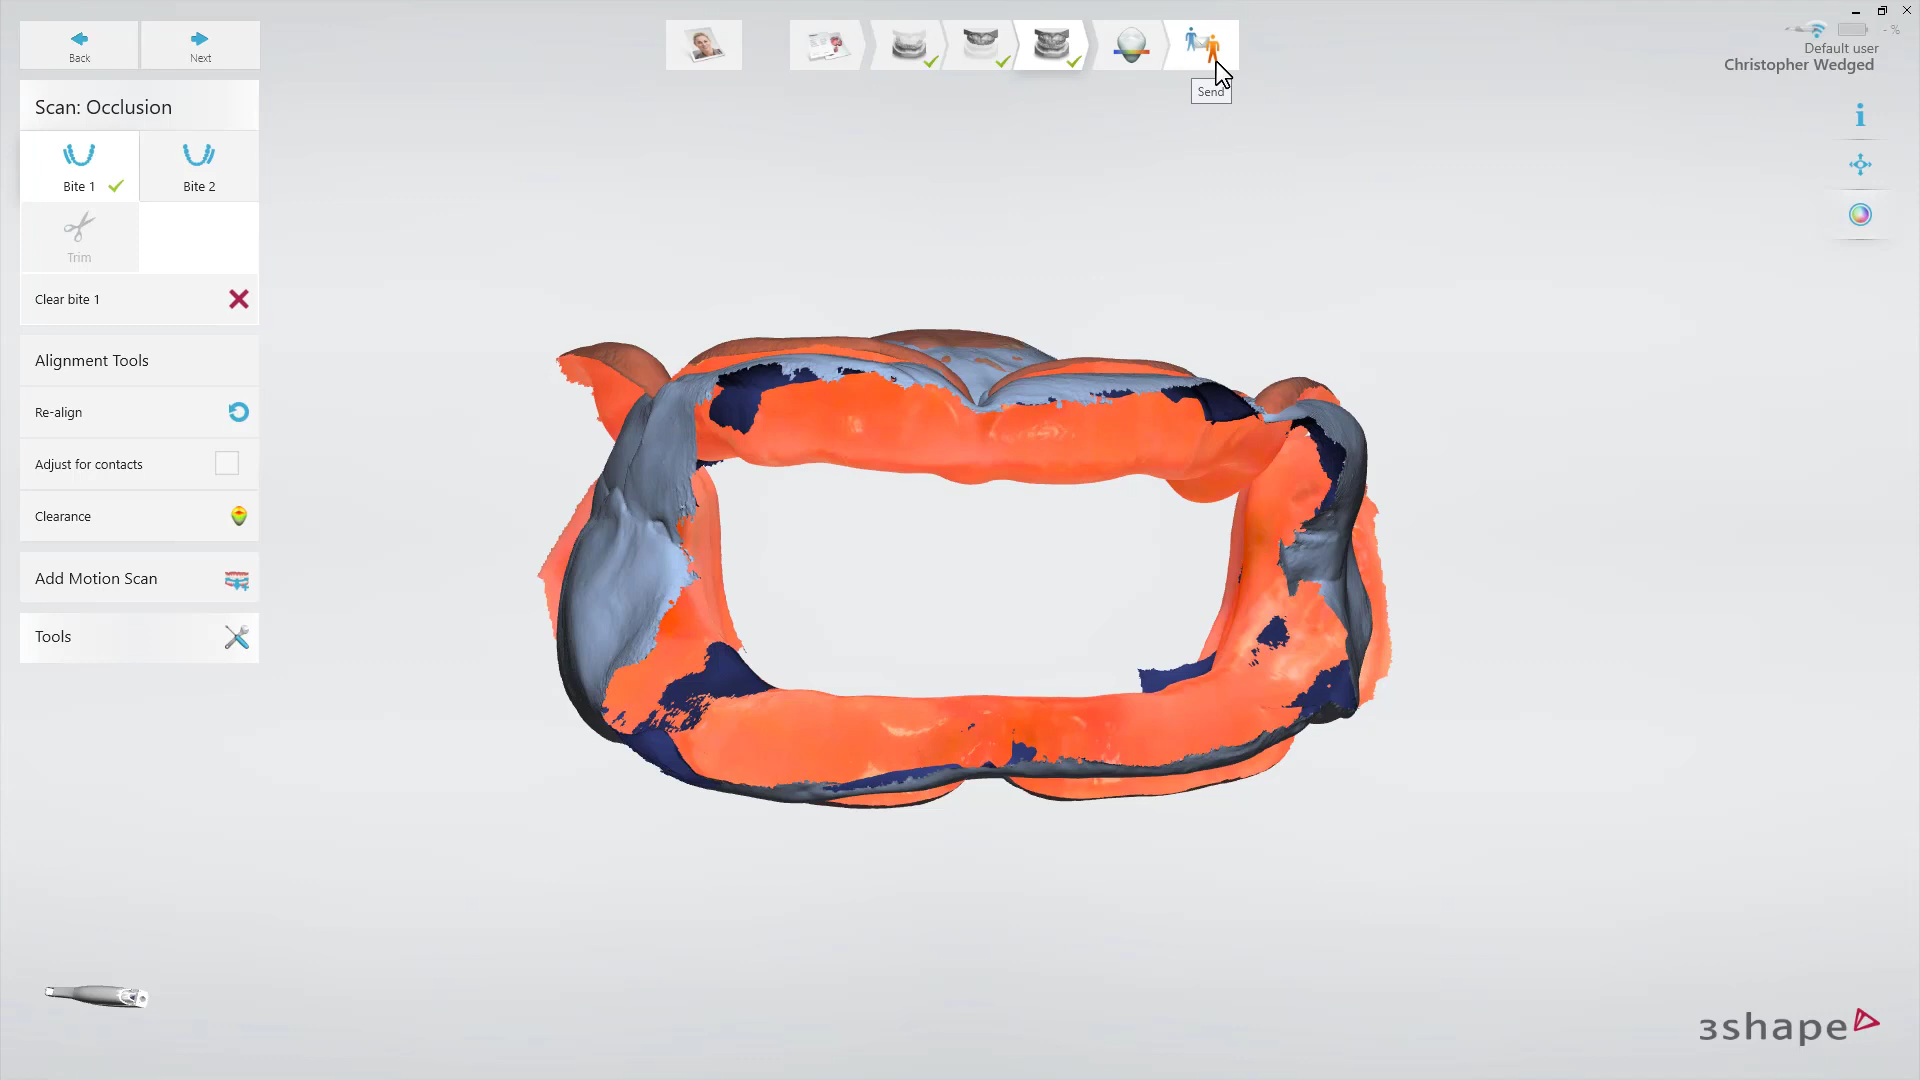 Back
Next
Default user
Christopher Wedged
- %
Send
Scan: Occlusion
Bite 1
Bite 2
Trim
Clear bite 1
Alignment Tools
Re-align
Adjust for contacts
Clearance
Add Motion Scan
Tools
3shape